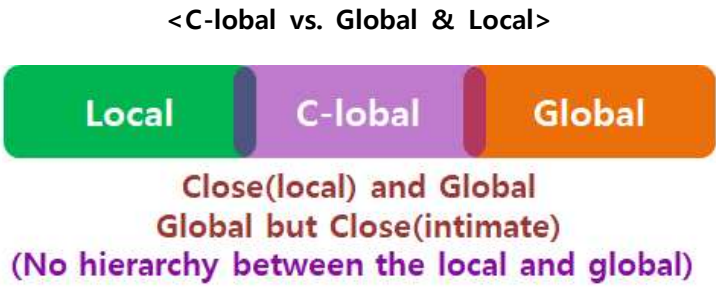 <C-lobal vs. Global & Local>
Local C-lobal Global
Close(local) and Global
Global but Close(intimate)
(No hierarchy between the local and global)